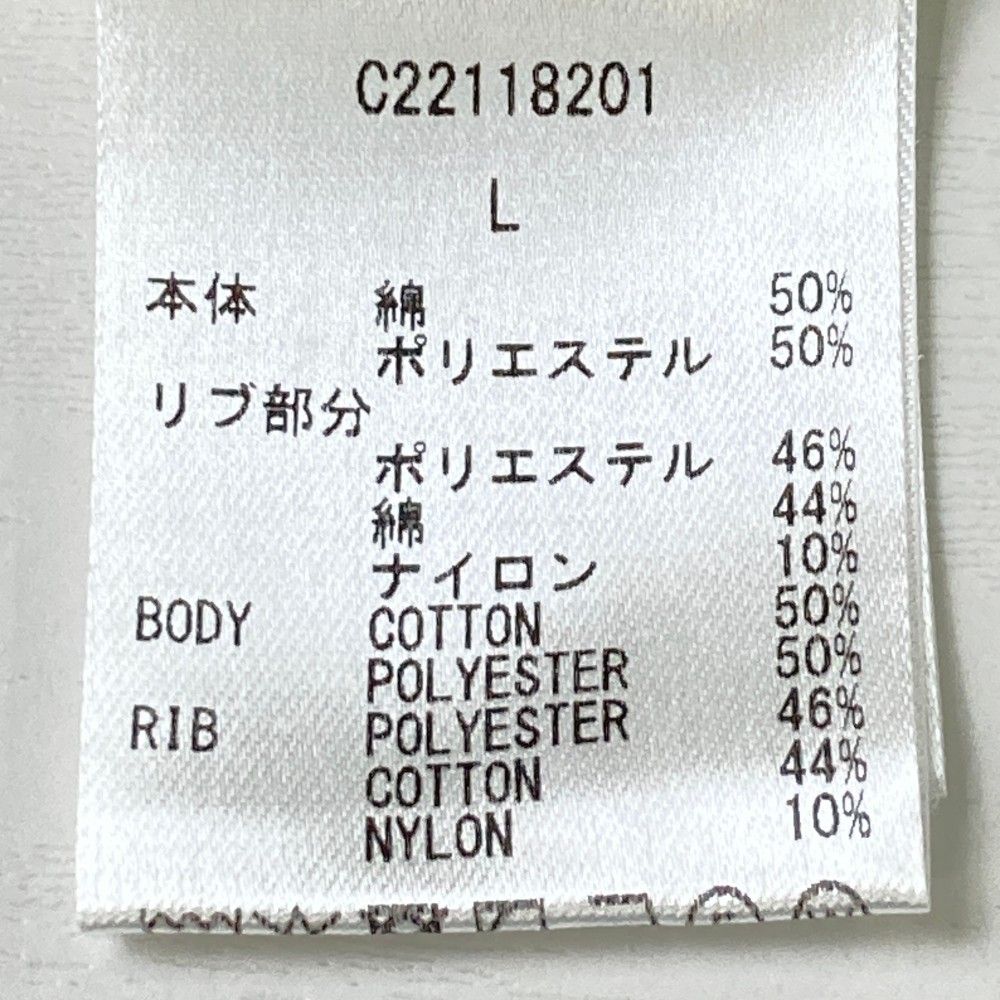 C22118201
L
本体 綿 50%
ポリエステル 50%
リブ部分
ポリエステル 46%
綿 44%
ナイロン 10%
BODY COTTON 50%
POLYESTER 50%
RIB POLYESTER 46%
COTTON 44%
NYLON 10%